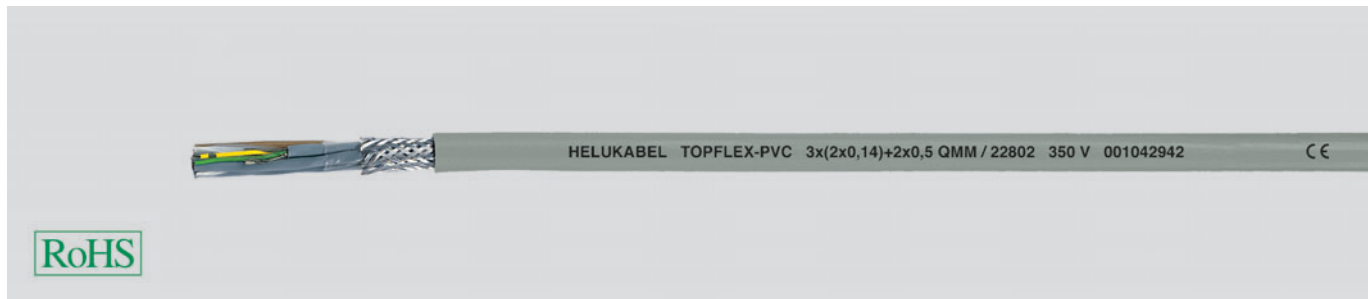 HELUKABEL TOPFLEX-PVC 3x(2x0,14)+2x0,5 QMM / 22802 350 V 001042942 CE
RoHS